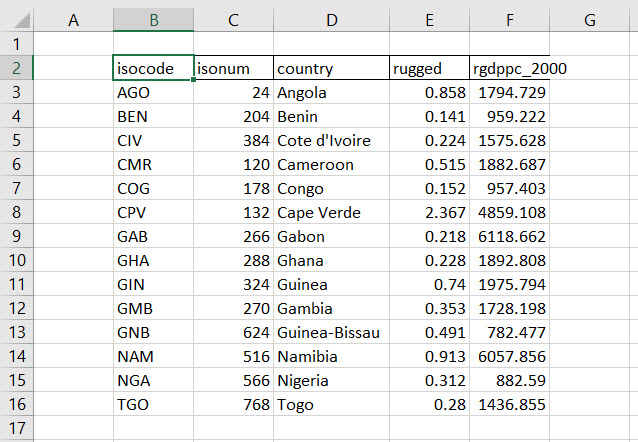 A B C D E F G
1
2 isocode isonum country rugged rgdppc_2000
3 AGO 24 Angola 0.858 1794.729
4 BEN 204 Benin 0.141 959.222
5 CIV 384 Cote d'Ivoire 0.224 1575.628
6 CMR 120 Cameroon 0.515 1882.687
7 COG 178 Congo 0.152 957.403
8 CPV 132 Cape Verde 2.367 4859.108
9 GAB 266 Gabon 0.218 6118.662
10 GHA 288 Ghana 0.228 1892.808
11 GIN 324 Guinea 0.74 1975.794
12 GMB 270 Gambia 0.353 1728.198
13 GNB 624 Guinea-Bissau 0.491 782.477
14 NAM 516 Namibia 0.913 6057.856
15 NGA 566 Nigeria 0.312 882.59
16 TGO 768 Togo 0.28 1436.855
17